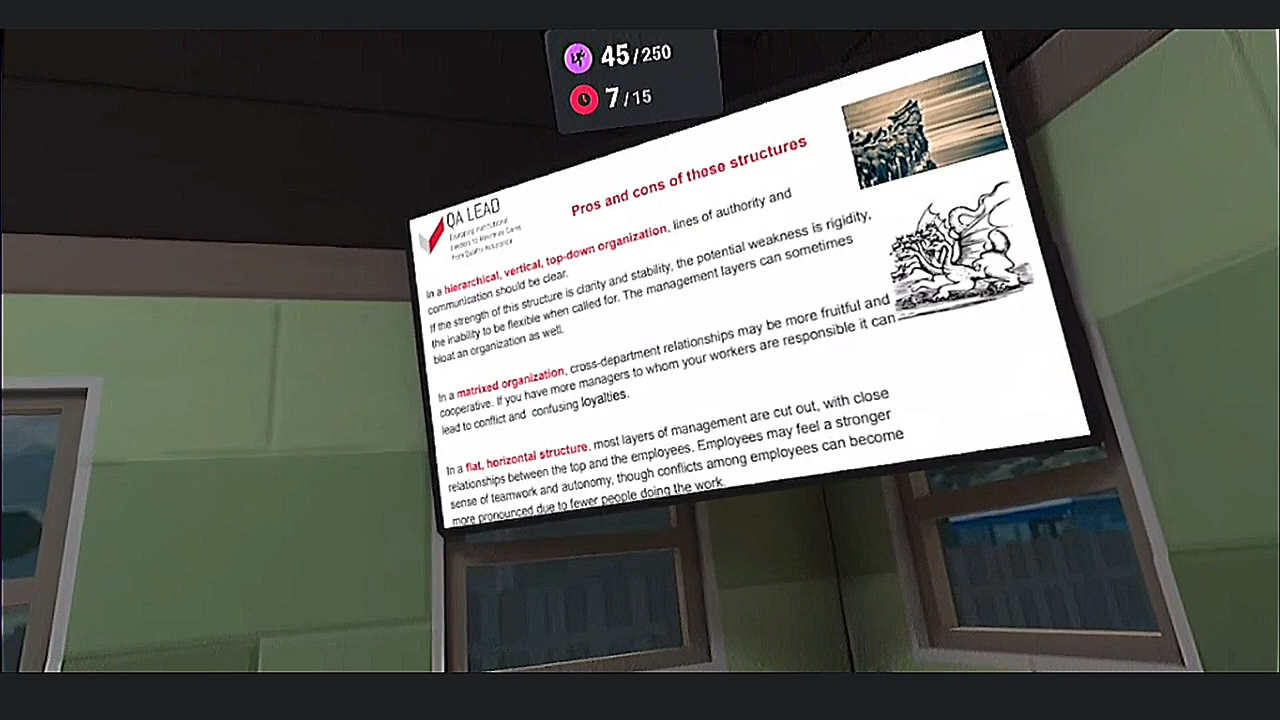 45/250
7/15
QA LEAD
Pros and cons of these structures
In a hierarchical, vertical, top-down organization, lines of authority and
communication should be clear.
If the strength of this structure is clarity and stability, the potential weakness is rigidity,
the inability to be flexible when called for. The management layers can sometimes
bloat an organization as well.
In a matrixed organization, cross-department relationships may be more fruitful and
cooperative. If you have more managers to whom your workers are responsible it can
lead to conflict and confusing loyalties.
In a flat, horizontal structure, most layers of management are cut out, with close
relationships between the top and the employees. Employees may feel a stronger
sense of teamwork and autonomy, though conflicts among employees can become
more pronounced due to fewer people doing the work.